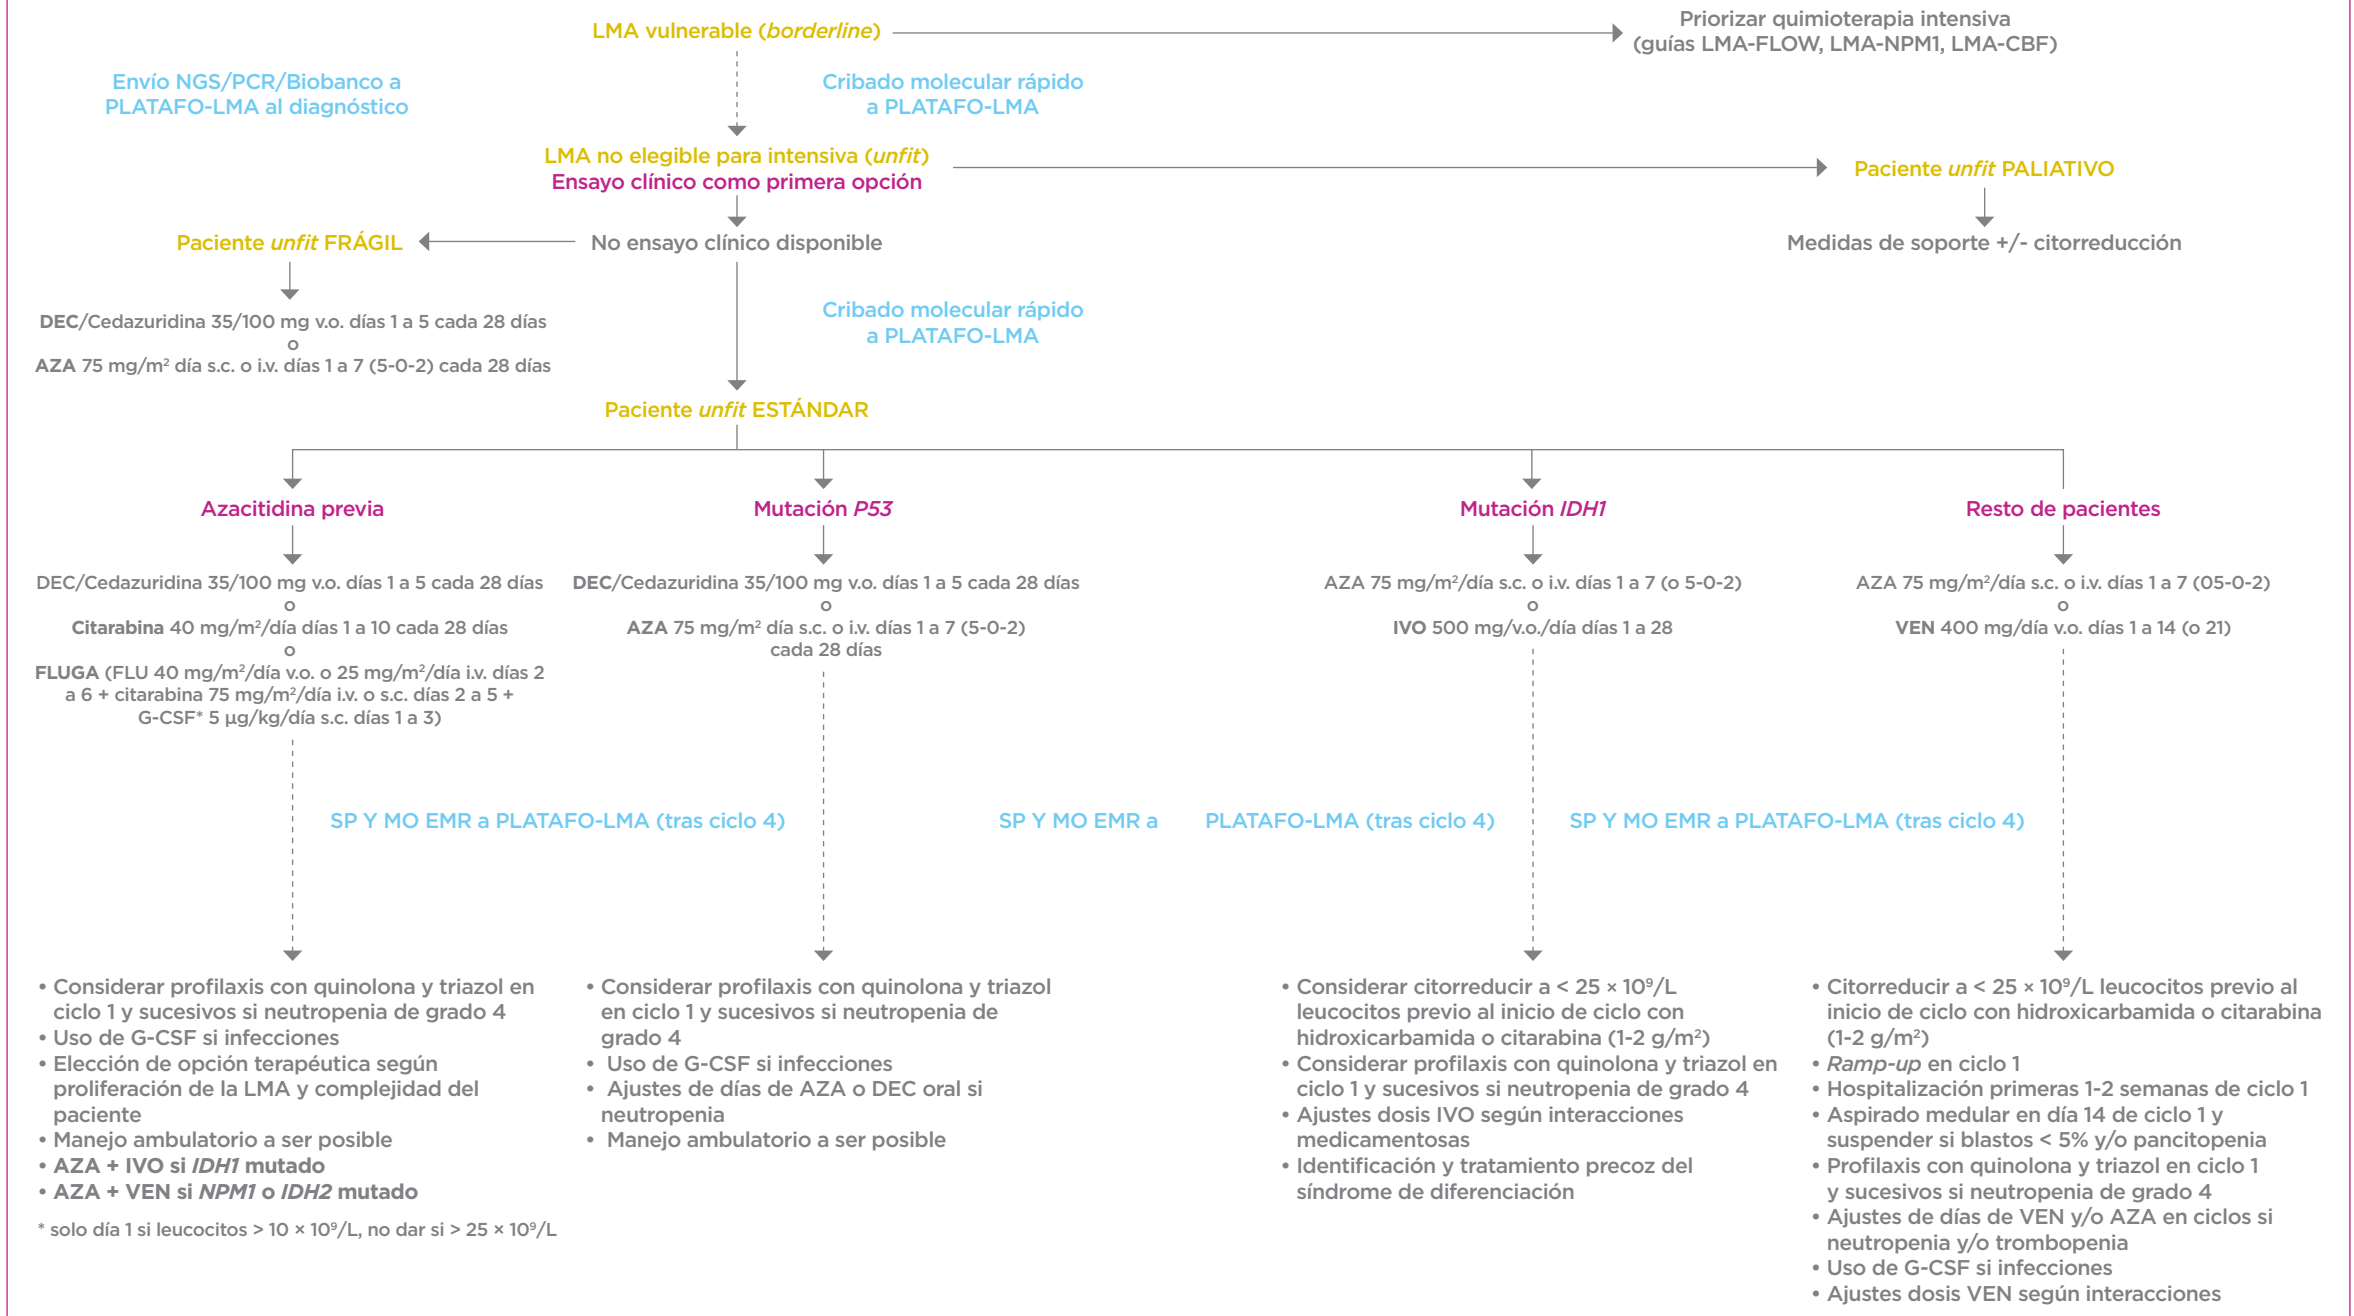 LMA vulnerable (borderline)
Priorizar quimioterapia intensiva
(guías LMA-FLOW, LMA-NPM1, LMA-CBF)
Envío NGS/PCR/Biobanco a
PLATAFO-LMA al diagnóstico
Cribado molecular rápido
a PLATAFO-LMA
LMA no elegible para intensiva (unfit)
Ensayo clínico como primera opción
Paciente unfit PALIATIVO
Paciente unfit FRÁGIL
No ensayo clínico disponible
Medidas de soporte +/- citorreducción
DEC/Cedazuridina 35/100 mg v.o. días 1 a 5 cada 28 días
o
AZA 75 mg/m² día s.c. o i.v. días 1 a 7 (5-0-2) cada 28 días
Cribado molecular rápido
a PLATAFO-LMA
Paciente unfit ESTÁNDAR
Azacitidina previa
DEC/Cedazuridina 35/100 mg v.o. días 1 a 5 cada 28 días
o
Citarabina 40 mg/m²/día días 1 a 10 cada 28 días
o
FLUGA (FLU 40 mg/m²/día v.o. o 25 mg/m²/día i.v. días 2
a 6 + citarabina 75 mg/m²/día i.v. o s.c. días 2 a 5 +
G-CSF* 5 µg/kg/día s.c. días 1 a 3)
Mutación P53
DEC/Cedazuridina 35/100 mg v.o. días 1 a 5 cada 28 días
o
AZA 75 mg/m² día s.c. o i.v. días 1 a 7 (5-0-2)
cada 28 días
Mutación IDH1
AZA 75 mg/m²/día s.c. o i.v. días 1 a 7 (o 5-0-2)
o
IVO 500 mg/v.o./día días 1 a 28
Resto de pacientes
AZA 75 mg/m²/día s.c. o i.v. días 1 a 7 (05-0-2)
o
VEN 400 mg/día v.o. días 1 a 14 (o 21)
SP Y MO EMR a PLATAFO-LMA (tras ciclo 4)
SP Y MO EMR a PLATAFO-LMA (tras ciclo 4)
SP Y MO EMR a PLATAFO-LMA (tras ciclo 4)
• Considerar profilaxis con quinolona y triazol en
ciclo 1 y sucesivos si neutropenia de grado 4
• Uso de G-CSF si infecciones
• Elección de opción terapéutica según
proliferación de la LMA y complejidad del
paciente
• Manejo ambulatorio a ser posible
• AZA + IVO si IDH1 mutado
• AZA + VEN si NPM1 o IDH2 mutado
* solo día 1 si leucocitos > 10 × 10⁹/L, no dar si > 25 × 10⁹/L
• Considerar profilaxis con quinolona y triazol
en ciclo 1 y sucesivos si neutropenia de
grado 4
• Uso de G-CSF si infecciones
• Ajustes de días de AZA o DEC oral si
neutropenia
• Manejo ambulatorio a ser posible
• Considerar citorreducir a < 25 × 10⁹/L
leucocitos previo al inicio de ciclo con
hidroxicarbamida o citarabina (1-2 g/m²)
• Considerar profilaxis con quinolona y triazol en
ciclo 1 y sucesivos si neutropenia de grado 4
• Ajustes dosis IVO según interacciones
medicamentosas
• Identificación y tratamiento precoz del
síndrome de diferenciación
• Citorreducir a < 25 × 10⁹/L leucocitos previo al
inicio de ciclo con hidroxicarbamida o citarabina
(1-2 g/m²)
• Ramp-up en ciclo 1
• Hospitalización primeras 1-2 semanas de ciclo 1
• Aspirado medular en día 14 de ciclo 1 y
suspender si blastos < 5% y/o pancitopenia
• Profilaxis con quinolona y triazol en ciclo 1
y sucesivos si neutropenia de grado 4
• Ajustes de días de VEN y/o AZA en ciclos si
neutropenia y/o trombopenia
• Uso de G-CSF si infecciones
• Ajustes dosis VEN según interacciones